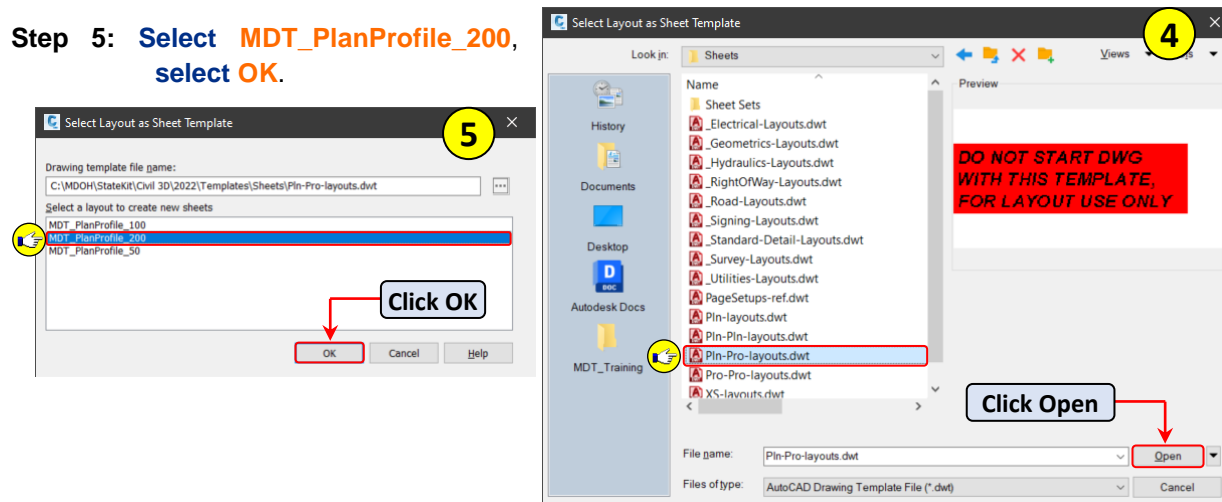 Step 5: Select MDT_PlanProfile_200,
select OK.
Select Layout as Sheet Template
5
Drawing template file name:
C:\MDOH\StateKit\Civil 3D\2022\Templates\Sheets\Pln-Pro-layouts.dwt
...
Select a layout to create new sheets
MDT_PlanProfile_100
MDT_PlanProfile_200
MDT_PlanProfile_50
Click OK
OK Cancel Help
Select Layout as Sheet Template
4
Look in: Sheets
Views
History
Documents
Desktop
Autodesk Docs
MDT_Training
Name
Sheet Sets
_Electrical-Layouts.dwt
_Geometrics-Layouts.dwt
_Hydraulics-Layouts.dwt
_RightOfWay-Layouts.dwt
_Road-Layouts.dwt
_Signing-Layouts.dwt
_Standard-Detail-Layouts.dwt
_Survey-Layouts.dwt
_Utilities-Layouts.dwt
PageSetups-ref.dwt
Pln-layouts.dwt
Pln-Pln-layouts.dwt
Pln-Pro-layouts.dwt
Pro-Pro-layouts.dwt
XS-layouts.dwt
Preview
DO NOT START DWG
WITH THIS TEMPLATE,
FOR LAYOUT USE ONLY
Click Open
File name: Pln-Pro-layouts.dwt Open
Files of type: AutoCAD Drawing Template File (*.dwt) Cancel